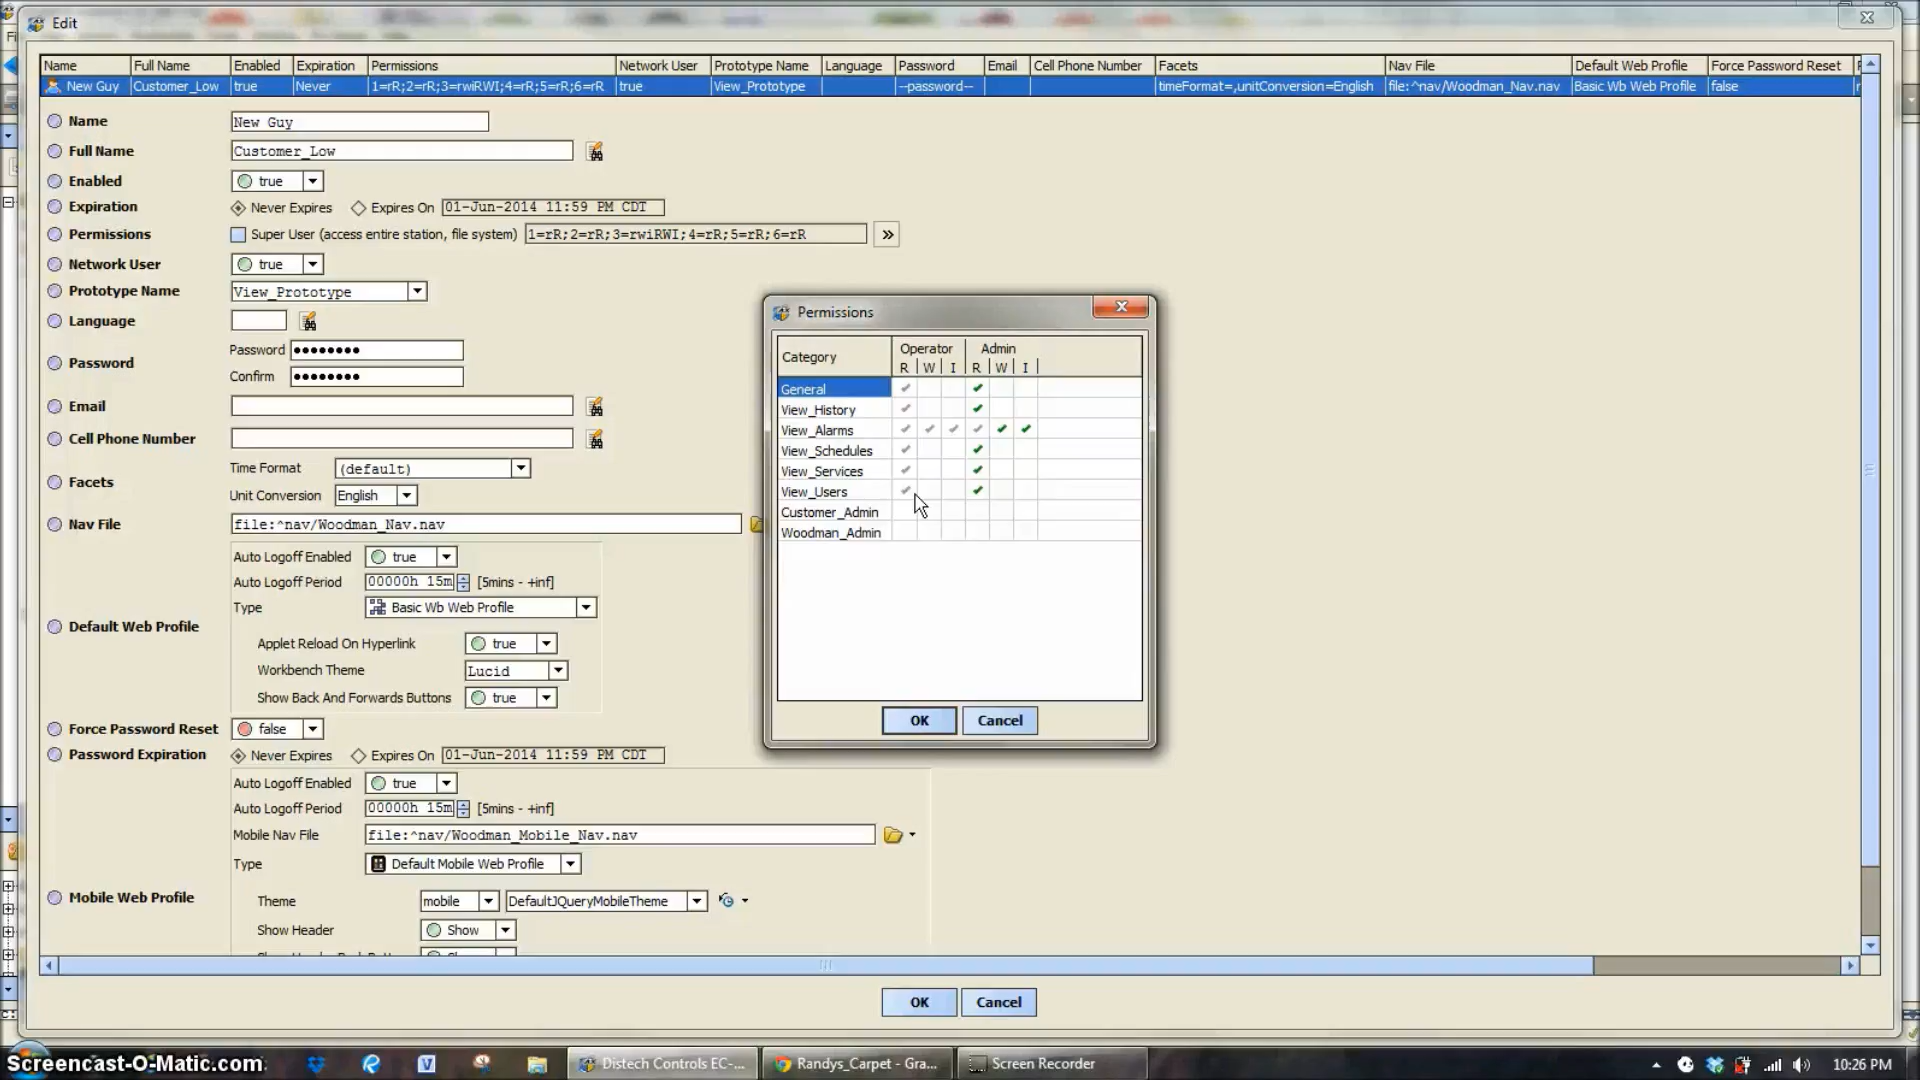 Edit
Name Full Name Enabled Expiration Permissions Network User Prototype Name Language Password Email Cell Phone Number Facets Nav File Default Web Profile Force Password Reset
New Guy Customer_Low true Never 1=rR;2=rR;3=rwiRWI;4=rR;5=rR;6=rR true View_Prototype --password-- timeFormat=,unitConversion=English file:^nav/Woodman_Nav.nav Basic Wb Web Profile false
Name New Guy
Full Name Customer_Low
Enabled true
Expiration Never Expires Expires On 01-Jun-2014 11:59 PM CDT
Permissions Super User (access entire station, file system) 1=rR;2=rR;3=rwiRWI;4=rR;5=rR;6=rR »
Network User true
Prototype Name View_Prototype
Language
Password Password ●●●●●●●●
Confirm ●●●●●●●●
Email
Cell Phone Number
Facets Time Format (default)
Unit Conversion English
Nav File file:^nav/Woodman_Nav.nav
Default Web Profile Auto Logoff Enabled true
Auto Logoff Period 00000h 15m [5mins - +inf]
Type Basic Wb Web Profile
Applet Reload On Hyperlink true
Workbench Theme Lucid
Show Back And Forwards Buttons true
Force Password Reset false
Password Expiration Never Expires Expires On 01-Jun-2014 11:59 PM CDT
Mobile Web Profile Auto Logoff Enabled true
Auto Logoff Period 00000h 15m [5mins - +inf]
Mobile Nav File file:^nav/Woodman_Mobile_Nav.nav
Type Default Mobile Web Profile
Theme mobile DefaultJQueryMobileTheme
Show Header Show
OK Cancel
Permissions
Category Operator Admin
R W I R W I
General
View_History
View_Alarms
View_Schedules
View_Services
View_Users
Customer_Admin
Woodman_Admin
OK Cancel
Screencast-O-Matic.com
Distech Controls EC-...
Randys_Carpet - Gra...
Screen Recorder
10:26 PM